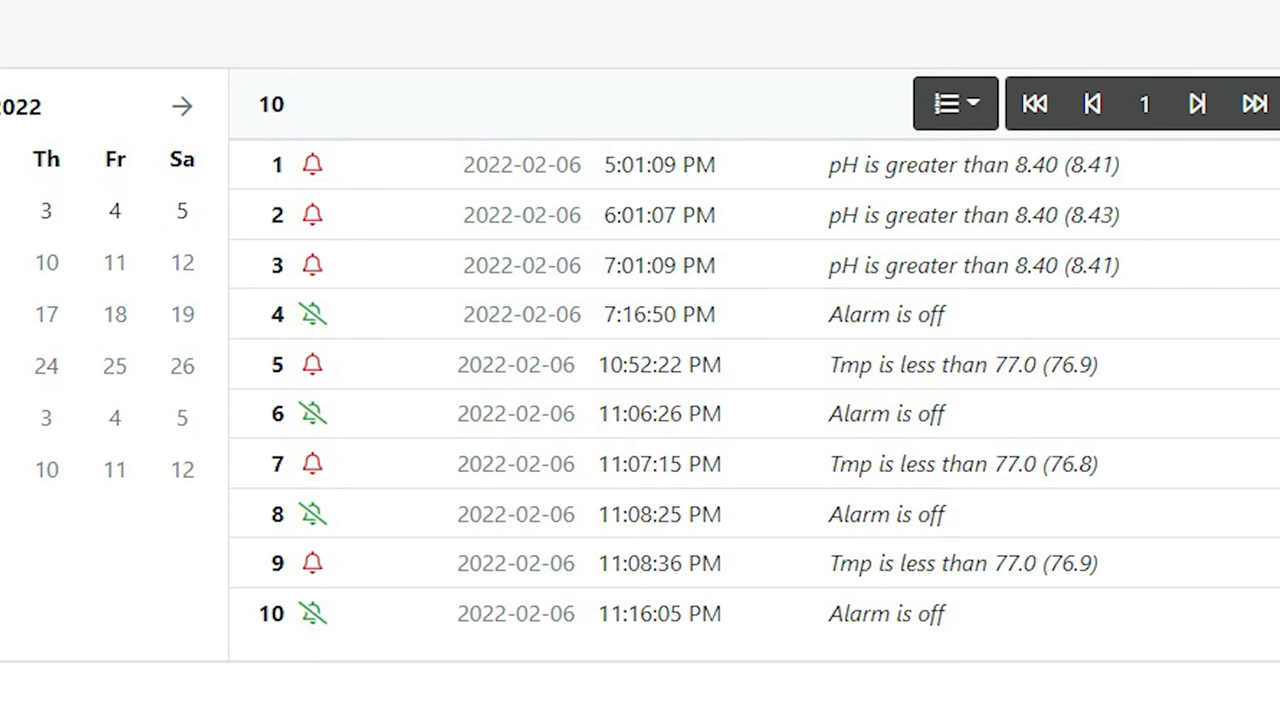 2022
Th Fr Sa
3 4 5
10 11 12
17 18 19
24 25 26
3 4 5
10 11 12
10 1
1 2022-02-06 5:01:09 PM pH is greater than 8.40 (8.41)
2 2022-02-06 6:01:07 PM pH is greater than 8.40 (8.43)
3 2022-02-06 7:01:09 PM pH is greater than 8.40 (8.41)
4 2022-02-06 7:16:50 PM Alarm is off
5 2022-02-06 10:52:22 PM Tmp is less than 77.0 (76.9)
6 2022-02-06 11:06:26 PM Alarm is off
7 2022-02-06 11:07:15 PM Tmp is less than 77.0 (76.8)
8 2022-02-06 11:08:25 PM Alarm is off
9 2022-02-06 11:08:36 PM Tmp is less than 77.0 (76.9)
10 2022-02-06 11:16:05 PM Alarm is off